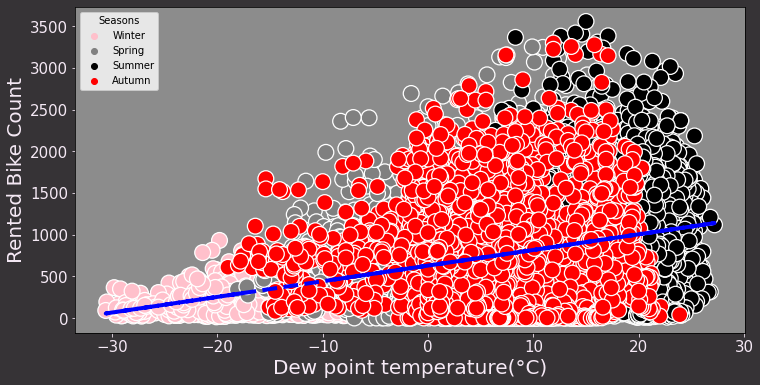 Seasons
Winter
Spring
Summer
Autumn
Rented Bike Count
3500
3000
2500
2000
1500
1000
500
0
−30
−20
−10
0
10
20
30
Dew point temperature(°C)